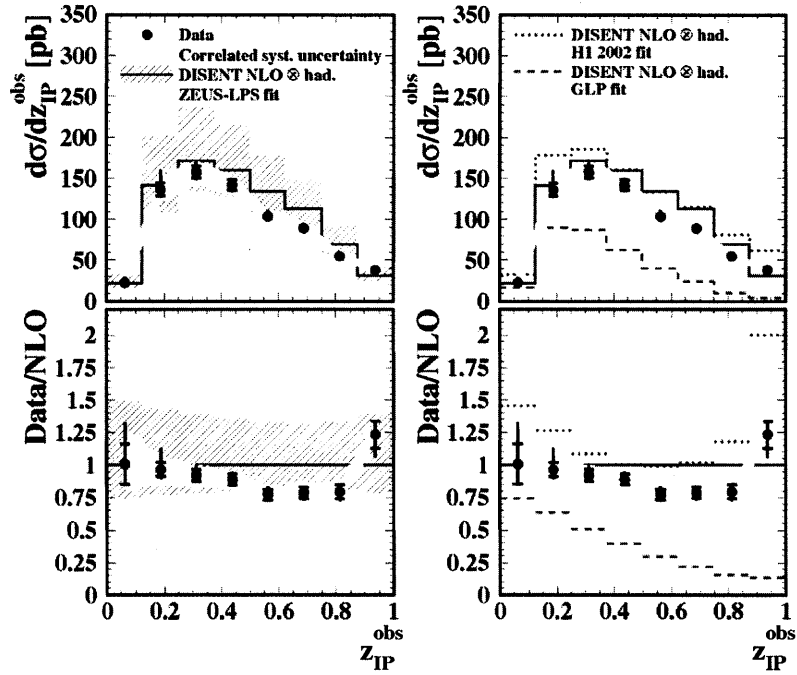 dσ/dz_IP^obs [pb]
350
300
250
200
150
100
50
0
Data
Correlated syst. uncertainty
DISENT NLO ⊗ had.
ZEUS-LPS fit
dσ/dz_IP^obs [pb]
350
300
250
200
150
100
50
0
DISENT NLO ⊗ had.
H1 2002 fit
DISENT NLO ⊗ had.
GLP fit
Data/NLO
2
1.75
1.5
1.25
1
0.75
0.5
0.25
0
0 0.2 0.4 0.6 0.8 1
z_IP^obs
Data/NLO
2
1.75
1.5
1.25
1
0.75
0.5
0.25
0
0 0.2 0.4 0.6 0.8 1
z_IP^obs